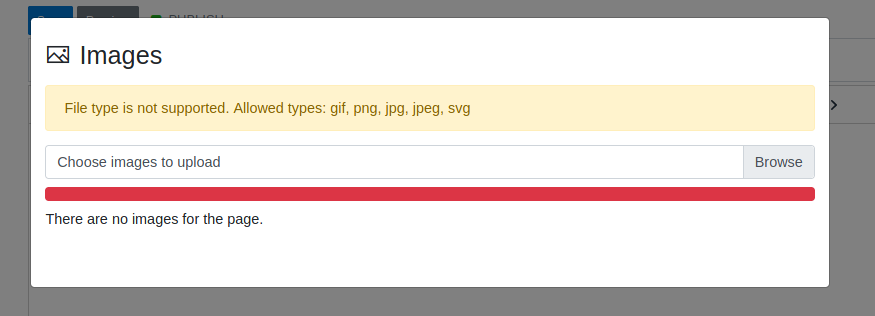 Images
File type is not supported. Allowed types: gif, png, jpg, jpeg, svg
Choose images to upload
Browse
There are no images for the page.